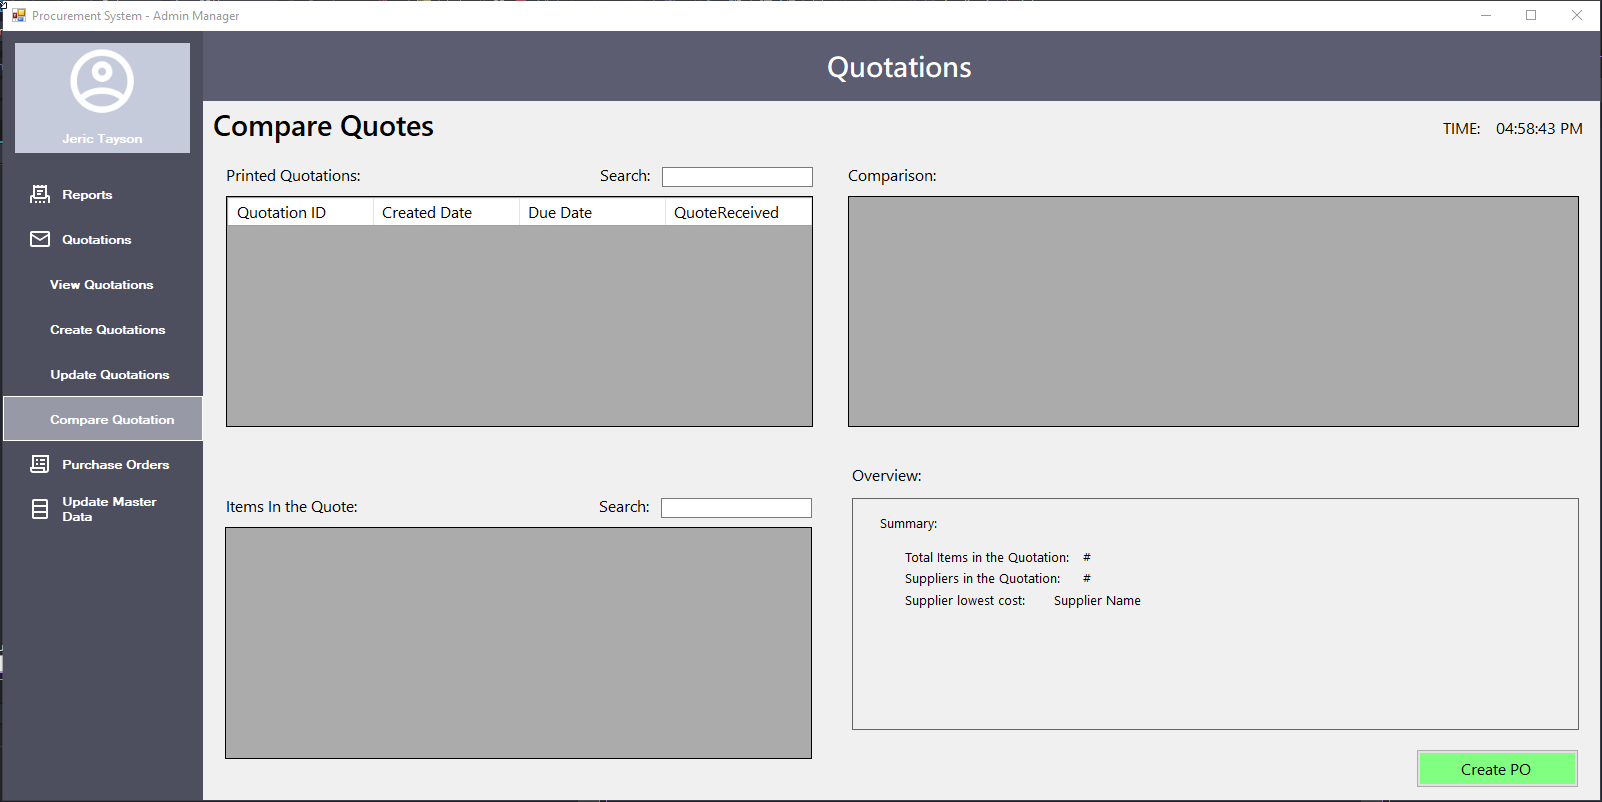 Procurement System - Admin Manager
Jeric Tayson
Reports
Quotations
View Quotations
Create Quotations
Update Quotations
Compare Quotation
Purchase Orders
Update Master
Data
Quotations
Compare Quotes
TIME: 04:58:43 PM
Printed Quotations:
Search:
Quotation ID Created Date Due Date QuoteReceived
Comparison:
Items In the Quote:
Search:
Overview:
Summary:
Total Items in the Quotation: #
Suppliers in the Quotation: #
Supplier lowest cost: Supplier Name
Create PO